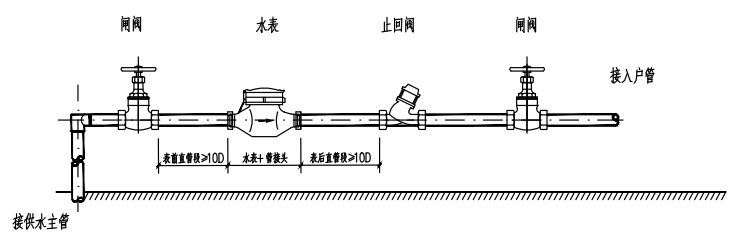 闸阀
水表
止回阀
闸阀
接入户管
表前直管段≥10D
水表+管接头
表后直管段≥10D
接供水主管